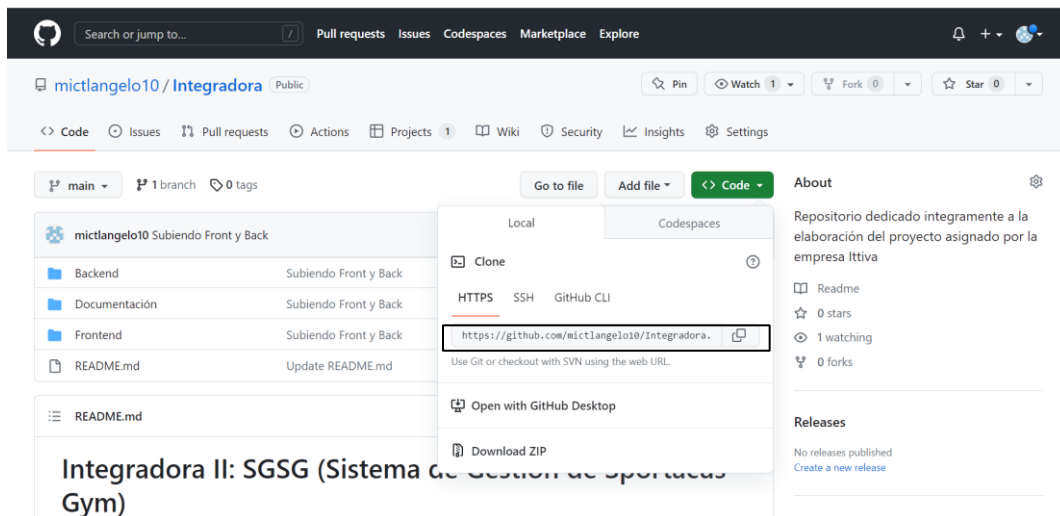 Search or jump to... / Pull requests Issues Codespaces Marketplace Explore
mictlangelo10 / Integradora Public Pin Watch 1 Fork 0 Star 0
Code Issues Pull requests Actions Projects 1 Wiki Security Insights Settings
main 1 branch 0 tags Go to file Add file Code
mictlangelo10 Subiendo Front y Back
Backend Subiendo Front y Back
Documentación Subiendo Front y Back
Frontend Subiendo Front y Back
README.md Update README.md
Local Codespaces
Clone
HTTPS SSH GitHub CLI
https://github.com/mictlangelo10/Integradora.
Use Git or checkout with SVN using the web URL.
Open with GitHub Desktop
Download ZIP
README.md
Integradora II: SGSG (Sistema de Gestión de Sportacus
Gym)
About
Repositorio dedicado integramente a la
elaboración del proyecto asignado por la
empresa Ittiva
Readme
0 stars
1 watching
0 forks
Releases
No releases published
Create a new release